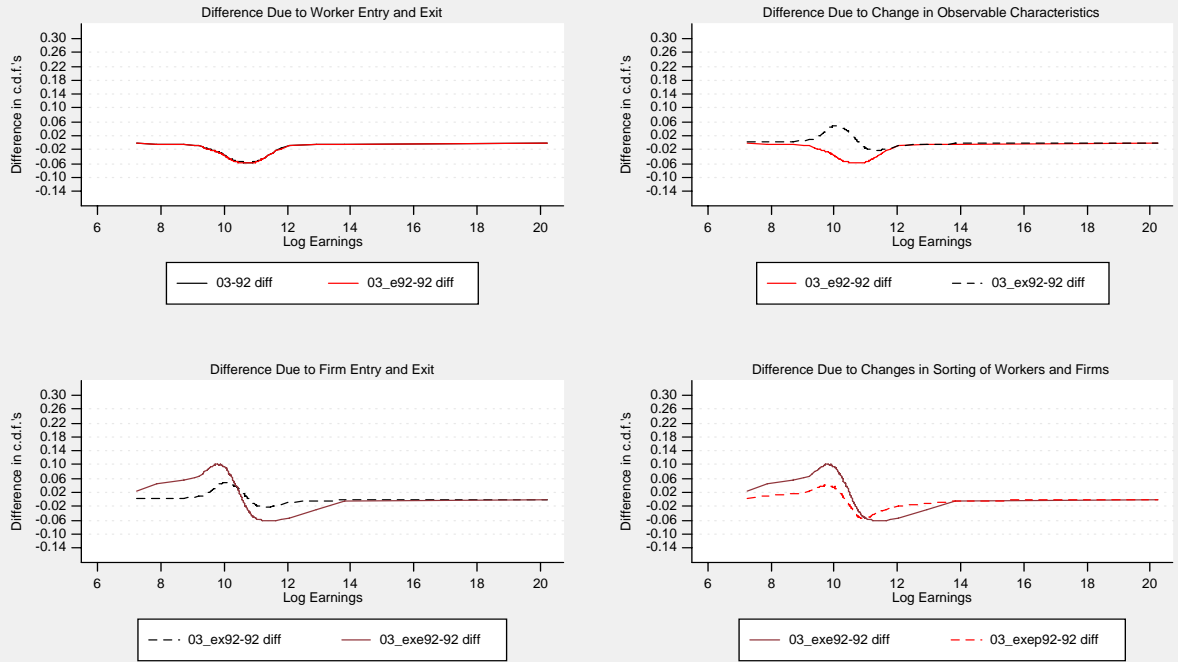 Difference Due to Worker Entry and Exit
Difference in c.d.f.'s
0.30
0.26
0.22
0.18
0.14
0.10
0.06
0.02
-0.02
-0.06
-0.10
-0.14
6 8 10 12 14 16 18 20
Log Earnings
03-92 diff 03_e92-92 diff
Difference Due to Change in Observable Characteristics
Difference in c.d.f.'s
0.30
0.26
0.22
0.18
0.14
0.10
0.06
0.02
-0.02
-0.06
-0.10
-0.14
6 8 10 12 14 16 18 20
Log Earnings
03_e92-92 diff 03_ex92-92 diff
Difference Due to Firm Entry and Exit
Difference in c.d.f.'s
0.30
0.26
0.22
0.18
0.14
0.10
0.06
0.02
-0.02
-0.06
-0.10
-0.14
6 8 10 12 14 16 18 20
Log Earnings
03_ex92-92 diff 03_exe92-92 diff
Difference Due to Changes in Sorting of Workers and Firms
Difference in c.d.f.'s
0.30
0.26
0.22
0.18
0.14
0.10
0.06
0.02
-0.02
-0.06
-0.10
-0.14
6 8 10 12 14 16 18 20
Log Earnings
03_exe92-92 diff 03_exep92-92 diff